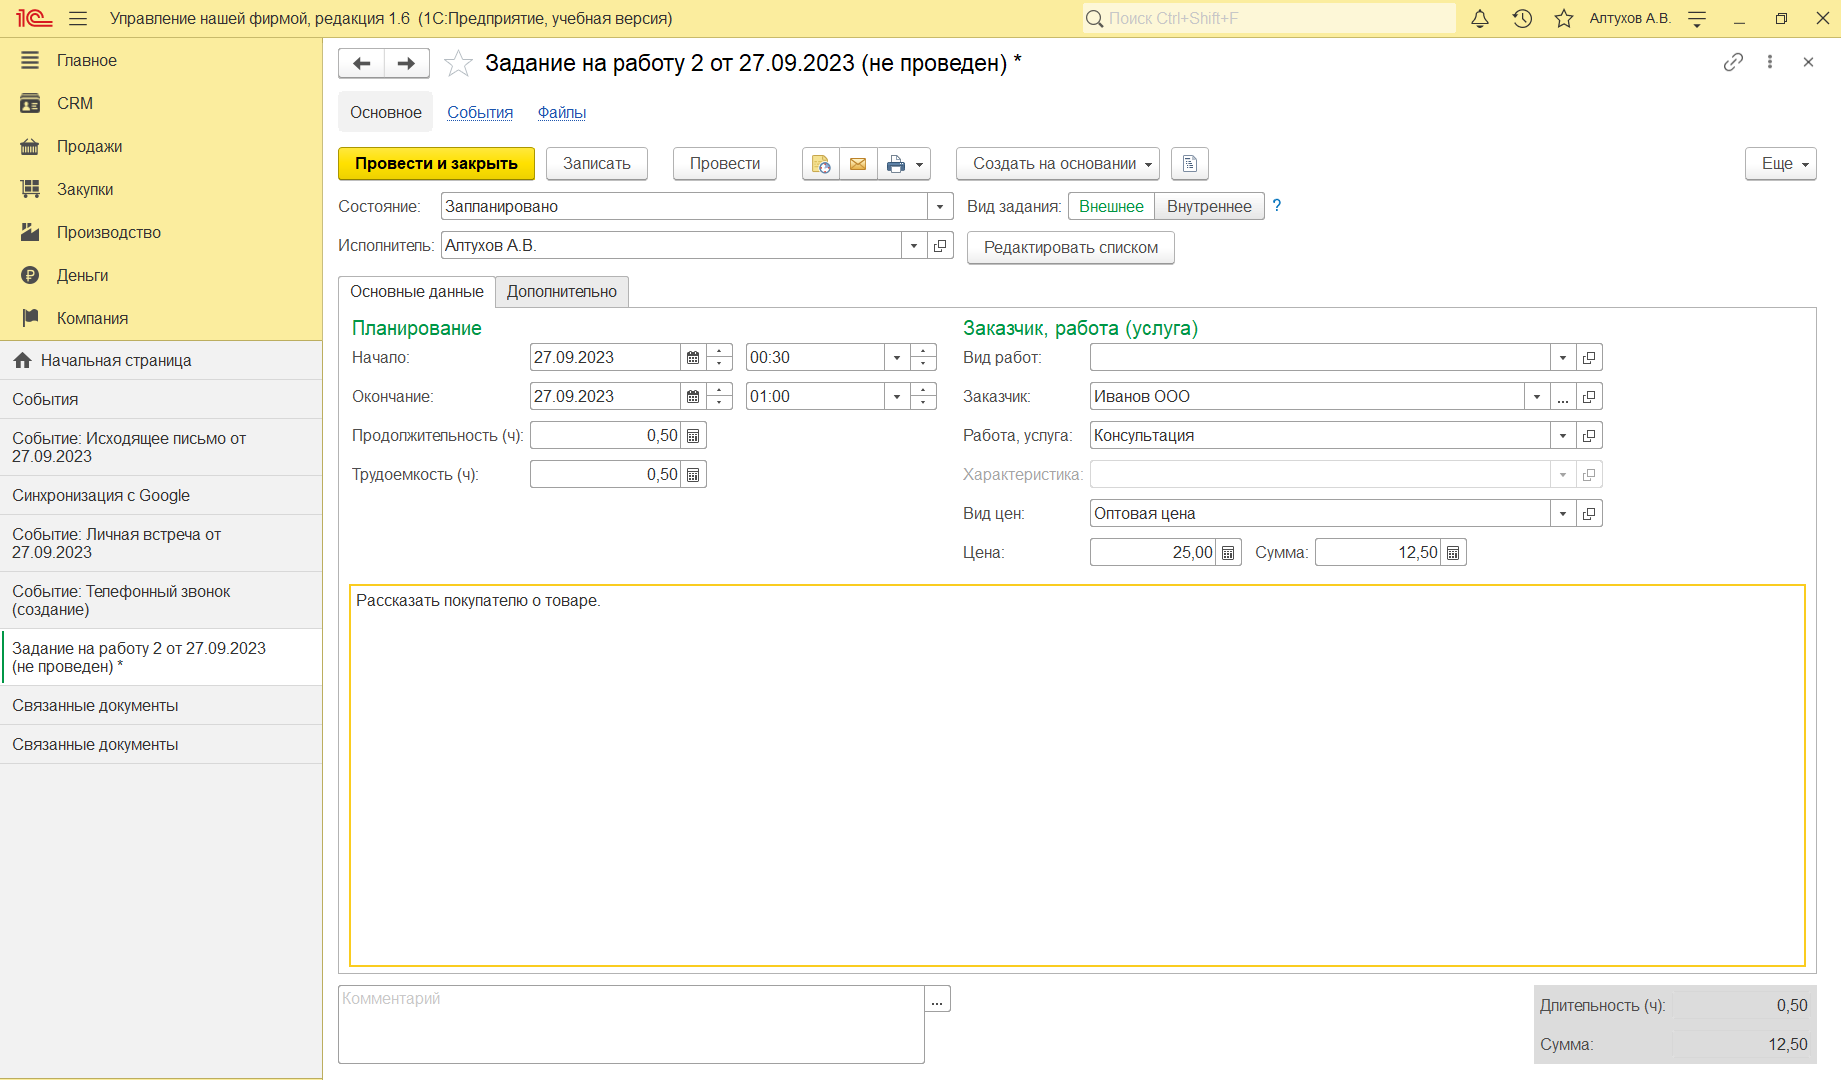 Управление нашей фирмой, редакция 1.6 (1С:Предприятие, учебная версия)
Поиск Ctrl+Shift+F
Алтухов А.В.
Главное
CRM
Продажи
Закупки
Производство
Деньги
Компания
Начальная страница
События
Событие: Исходящее письмо от
27.09.2023
Синхронизация с Google
Событие: Личная встреча от
27.09.2023
Событие: Телефонный звонок
(создание)
Задание на работу 2 от 27.09.2023
(не проведен) *
Связанные документы
Связанные документы
Задание на работу 2 от 27.09.2023 (не проведен) *
Основное События Файлы
Провести и закрыть Записать Провести Создать на основании Еще
Состояние: Запланировано Вид задания: Внешнее Внутреннее ?
Исполнитель: Алтухов А.В. Редактировать списком
Основные данные Дополнительно
Планирование Заказчик, работа (услуга)
Начало: 27.09.2023 00:30 Вид работ:
Окончание: 27.09.2023 01:00 Заказчик: Иванов ООО ...
Продолжительность (ч): 0,50 Работа, услуга: Консультация
Трудоемкость (ч): 0,50 Характеристика:
Вид цен: Оптовая цена
Цена: 25,00 Сумма: 12,50
Рассказать покупателю о товаре.
Комментарий ...
Длительность (ч): 0,50
Сумма: 12,50